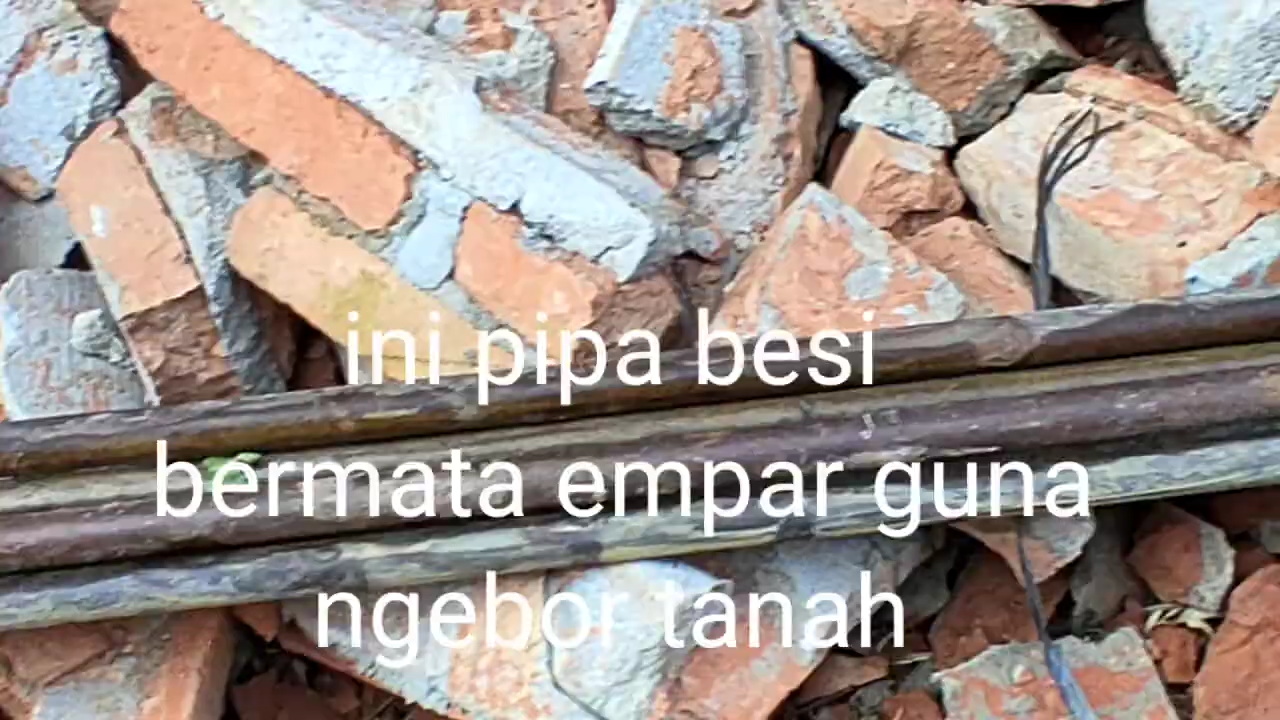 ini pipa besi
bermata empar guna
ngebor tanah